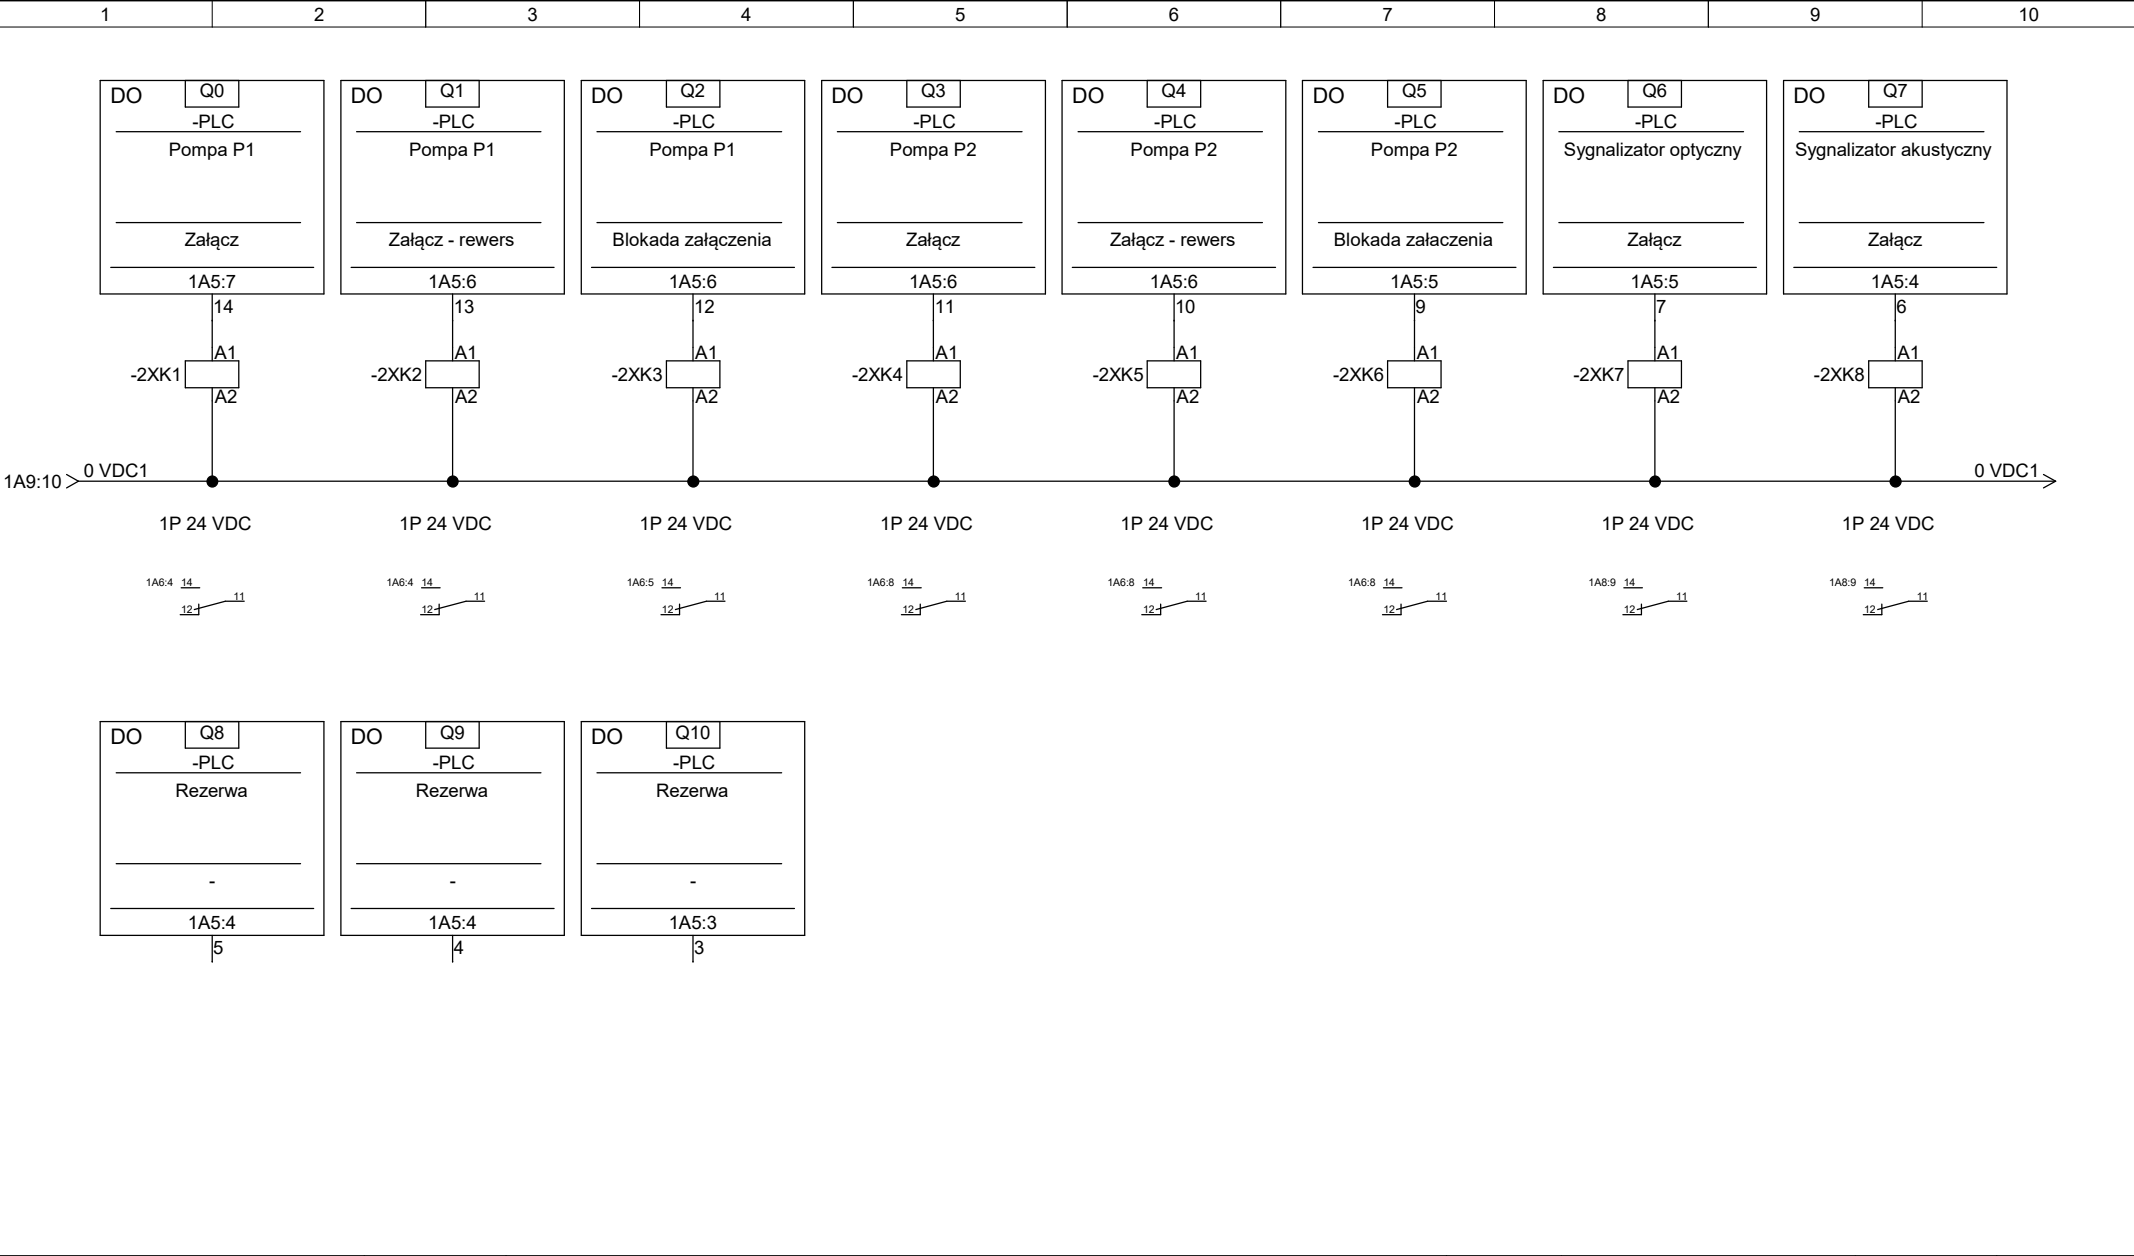 1 2 3 4 5 6 7 8 9 10
DO Q0 DO Q1 DO Q2 DO Q3 DO Q4 DO Q5 DO Q6 DO Q7
-PLC -PLC -PLC -PLC -PLC -PLC -PLC -PLC
Pompa P1 Pompa P1 Pompa P1 Pompa P2 Pompa P2 Pompa P2 Sygnalizator optyczny Sygnalizator akustyczny
Załącz Załącz - rewers Blokada załączenia Załącz Załącz - rewers Blokada załaczenia Załącz Załącz
1A5:7 1A5:6 1A5:6 1A5:6 1A5:6 1A5:5 1A5:5 1A5:4
14 13 12 11 10 9 7 6
A1 A1 A1 A1 A1 A1 A1 A1
-2XK1 -2XK2 -2XK3 -2XK4 -2XK5 -2XK6 -2XK7 -2XK8
A2 A2 A2 A2 A2 A2 A2 A2
1A9:10 0 VDC1 0 VDC1
1P 24 VDC 1P 24 VDC 1P 24 VDC 1P 24 VDC 1P 24 VDC 1P 24 VDC 1P 24 VDC 1P 24 VDC
1A6:4 14 1A6:4 14 1A6:5 14 1A6:8 14 1A6:8 14 1A6:8 14 1A8:9 14 1A8:9 14
11 11 11 11 11 11 11 11
12 12 12 12 12 12 12 12
DO Q8 DO Q9 DO Q10
-PLC -PLC -PLC
Rezerwa Rezerwa Rezerwa
- - -
1A5:4 1A5:4 1A5:3
5 4 3